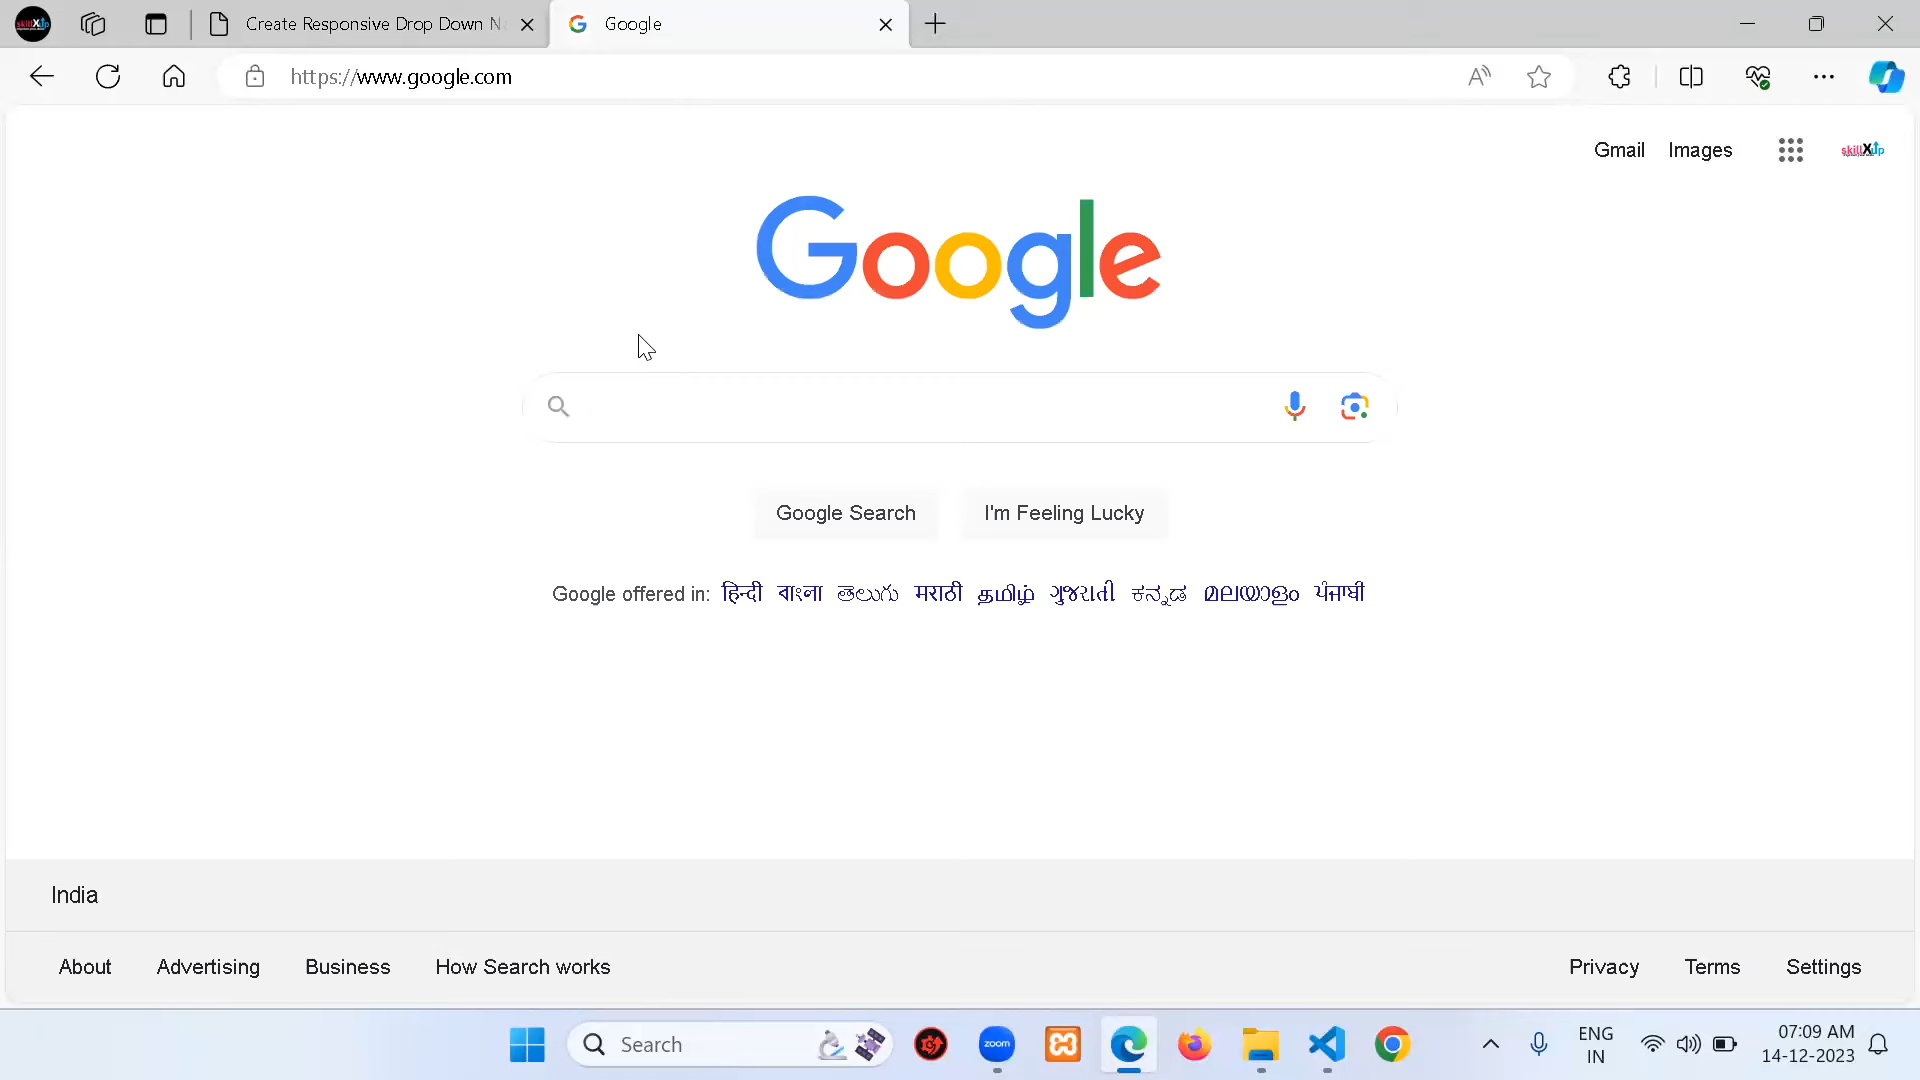 Create Responsive Drop Down N
Google
https://www.google.com
Gmail Images
skillXUp
Google
Google Search I'm Feeling Lucky
Google offered in: हिन्दी বাংলা తెలుగు मराठी தமிழ் ગુજરાતી ಕನ್ನಡ മലയാളം ਪੰਜਾਬੀ
India
About Advertising Business How Search works Privacy Terms Settings
Search
zoom
ENG
IN
07:09 AM
14-12-2023